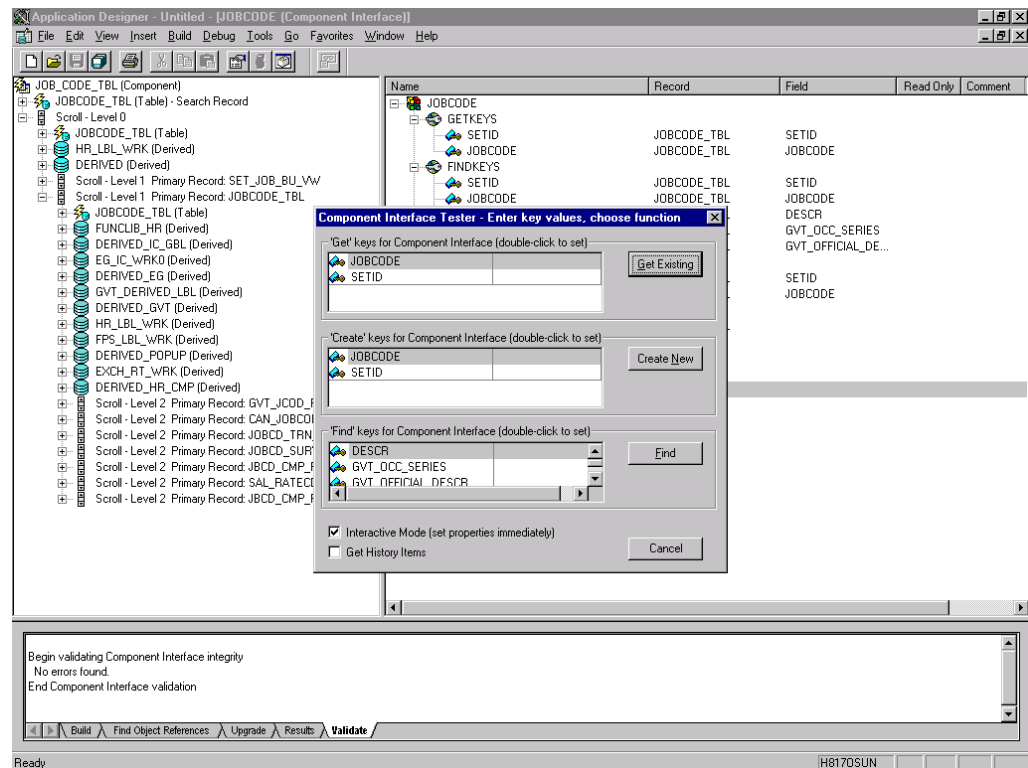 Application Designer - Untitled - [JOBCODE (Component Interface)]
File Edit View Insert Build Debug Tools Go Favorites Window Help
JOB_CODE_TBL (Component)
JOBCODE_TBL (Table) - Search Record
Scroll - Level 0
JOBCODE_TBL (Table)
HR_LBL_WRK (Derived)
DERIVED (Derived)
Scroll - Level 1 Primary Record: SET_JOB_BU_VW
Scroll - Level 1 Primary Record: JOBCODE_TBL
JOBCODE_TBL (Table)
FUNCLIB_HR (Derived)
DERIVED_IC_GBL (Derived)
EG_IC_WRK0 (Derived)
DERIVED_EG (Derived)
GVT_DERIVED_LBL (Derived)
DERIVED_GVT (Derived)
HR_LBL_WRK (Derived)
FPS_LBL_WRK (Derived)
DERIVED_POPUP (Derived)
EXCH_RT_WRK (Derived)
DERIVED_HR_CMP (Derived)
Scroll - Level 2 Primary Record: GVT_JCOD_
Scroll - Level 2 Primary Record: CAN_JOBCO
Scroll - Level 2 Primary Record: JOBCD_TRN
Scroll - Level 2 Primary Record: JOBCD_SUR
Scroll - Level 2 Primary Record: JBCD_CMP_
Scroll - Level 2 Primary Record: SAL_RATEC
Scroll - Level 2 Primary Record: JBCD_CMP_
Name Record Field Read Only Comment
JOBCODE
GETKEYS
SETID JOBCODE_TBL SETID
JOBCODE JOBCODE_TBL JOBCODE
FINDKEYS
SETID JOBCODE_TBL SETID
JOBCODE JOBCODE_TBL JOBCODE
DESCR
GVT_OCC_SERIES
GVT_OFFICIAL_DE...
SETID
JOBCODE
Component Interface Tester - Enter key values, choose function
'Get' keys for Component Interface (double-click to set)
JOBCODE
SETID
Get Existing
'Create' keys for Component Interface (double-click to set)
JOBCODE
SETID
Create New
'Find' keys for Component Interface (double-click to set)
DESCR
GVT_OCC_SERIES
GVT_OFFICIAL_DESCR
Find
Interactive Mode (set properties immediately)
Get History Items
Cancel
Begin validating Component Interface integrity
No errors found.
End Component Interface validation
Build Find Object References Upgrade Results Validate
Ready H8170SUN